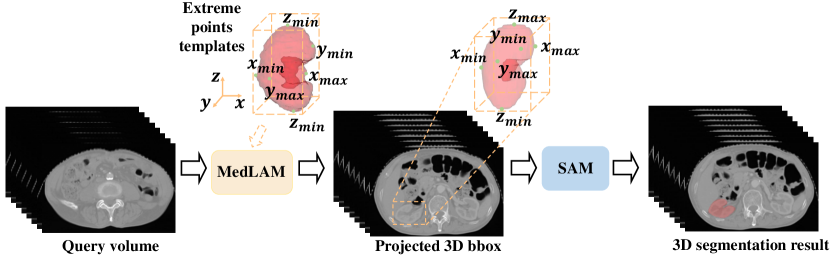 Extreme
points
templates
z_min
y_min
x_min
x_max
y_max
z_min
z
y
x
z_max
y_min
x_min
x_max
y_max
z_min
MedLAM
SAM
Query volume
Projected 3D bbox
3D segmentation result